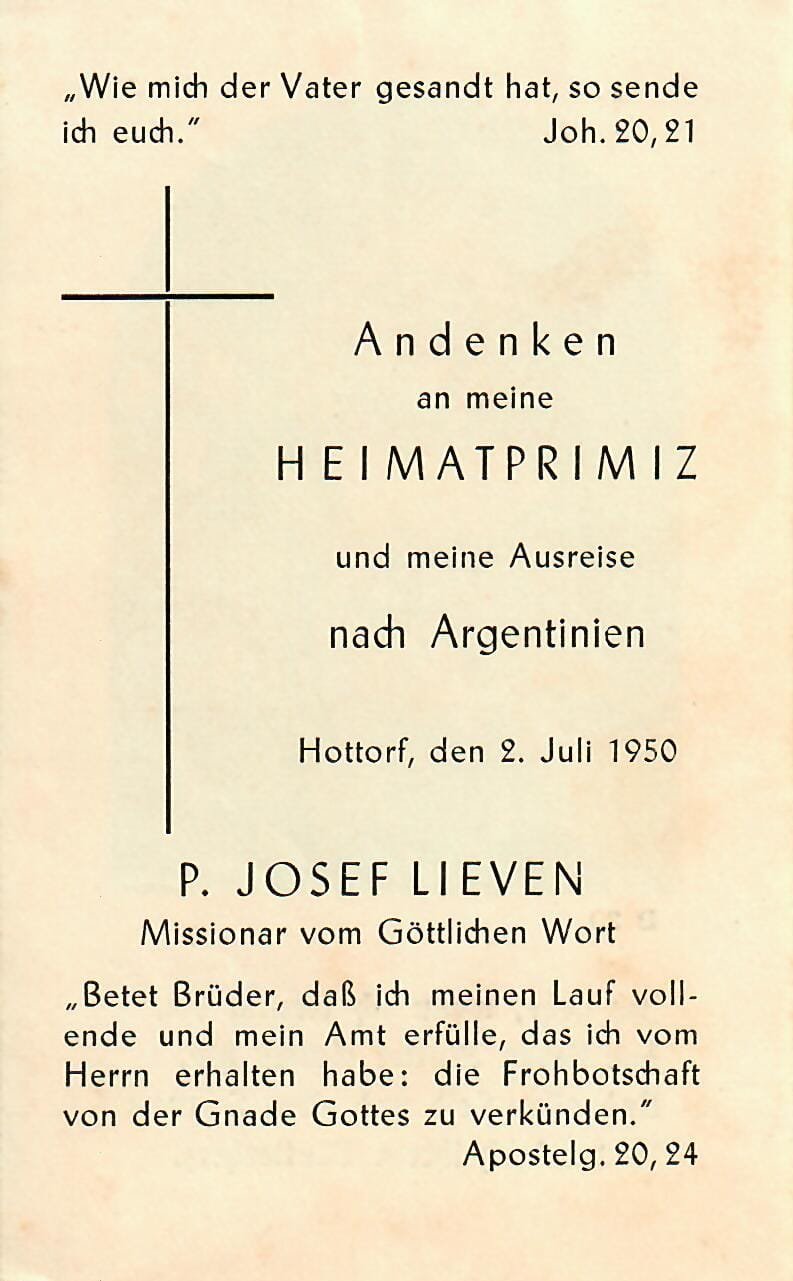 „Wie mich der Vater gesandt hat, so sende
ich euch.″ Joh. 20, 21
Andenken
an meine
HEIMATPRIMIZ
und meine Ausreise
nach Argentinien
Hottorf, den 2. Juli 1950
P. JOSEF LIEVEN
Missionar vom Göttlichen Wort
„Betet Brüder, daß ich meinen Lauf voll-
ende und mein Amt erfülle, das ich vom
Herrn erhalten habe: die Frohbotschaft
von der Gnade Gottes zu verkünden.″
Apostelg. 20, 24